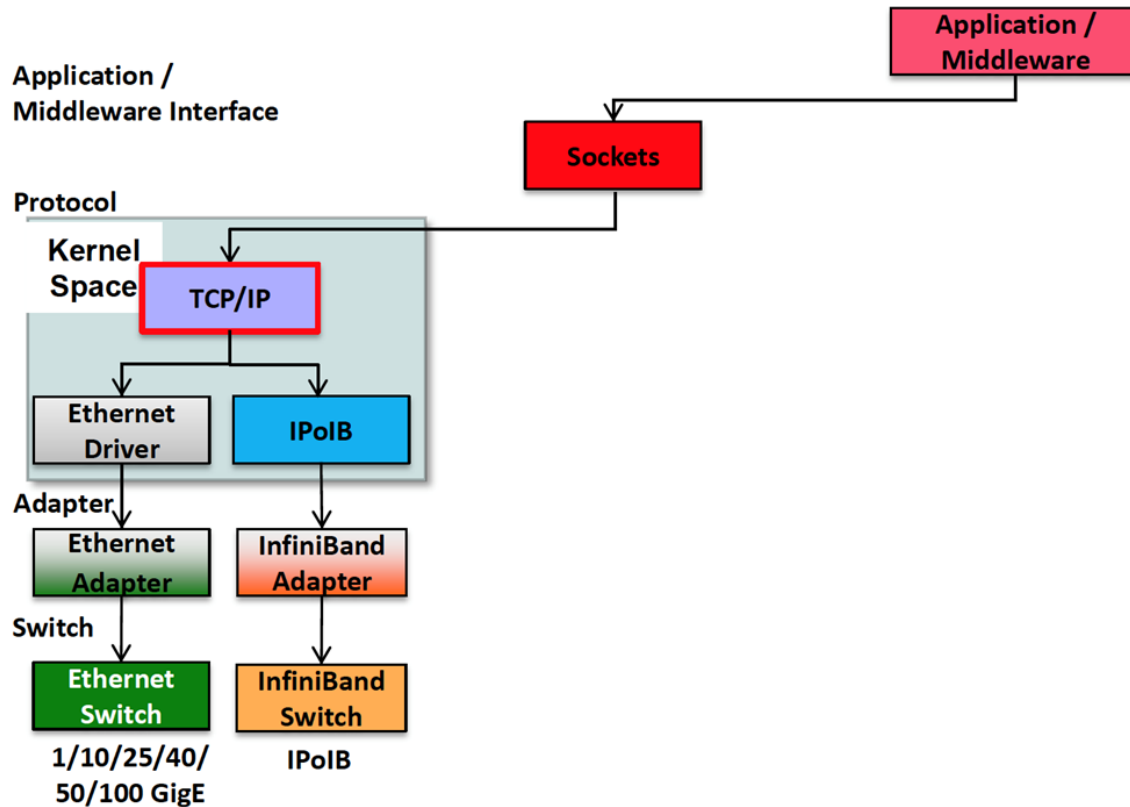 Application /
Middleware
Application /
Middleware Interface
Sockets
Protocol
Kernel
Space
TCP/IP
Ethernet
Driver
IPoIB
Adapter
Ethernet
Adapter
InfiniBand
Adapter
Switch
Ethernet
Switch
InfiniBand
Switch
1/10/25/40/
50/100 GigE
IPoIB